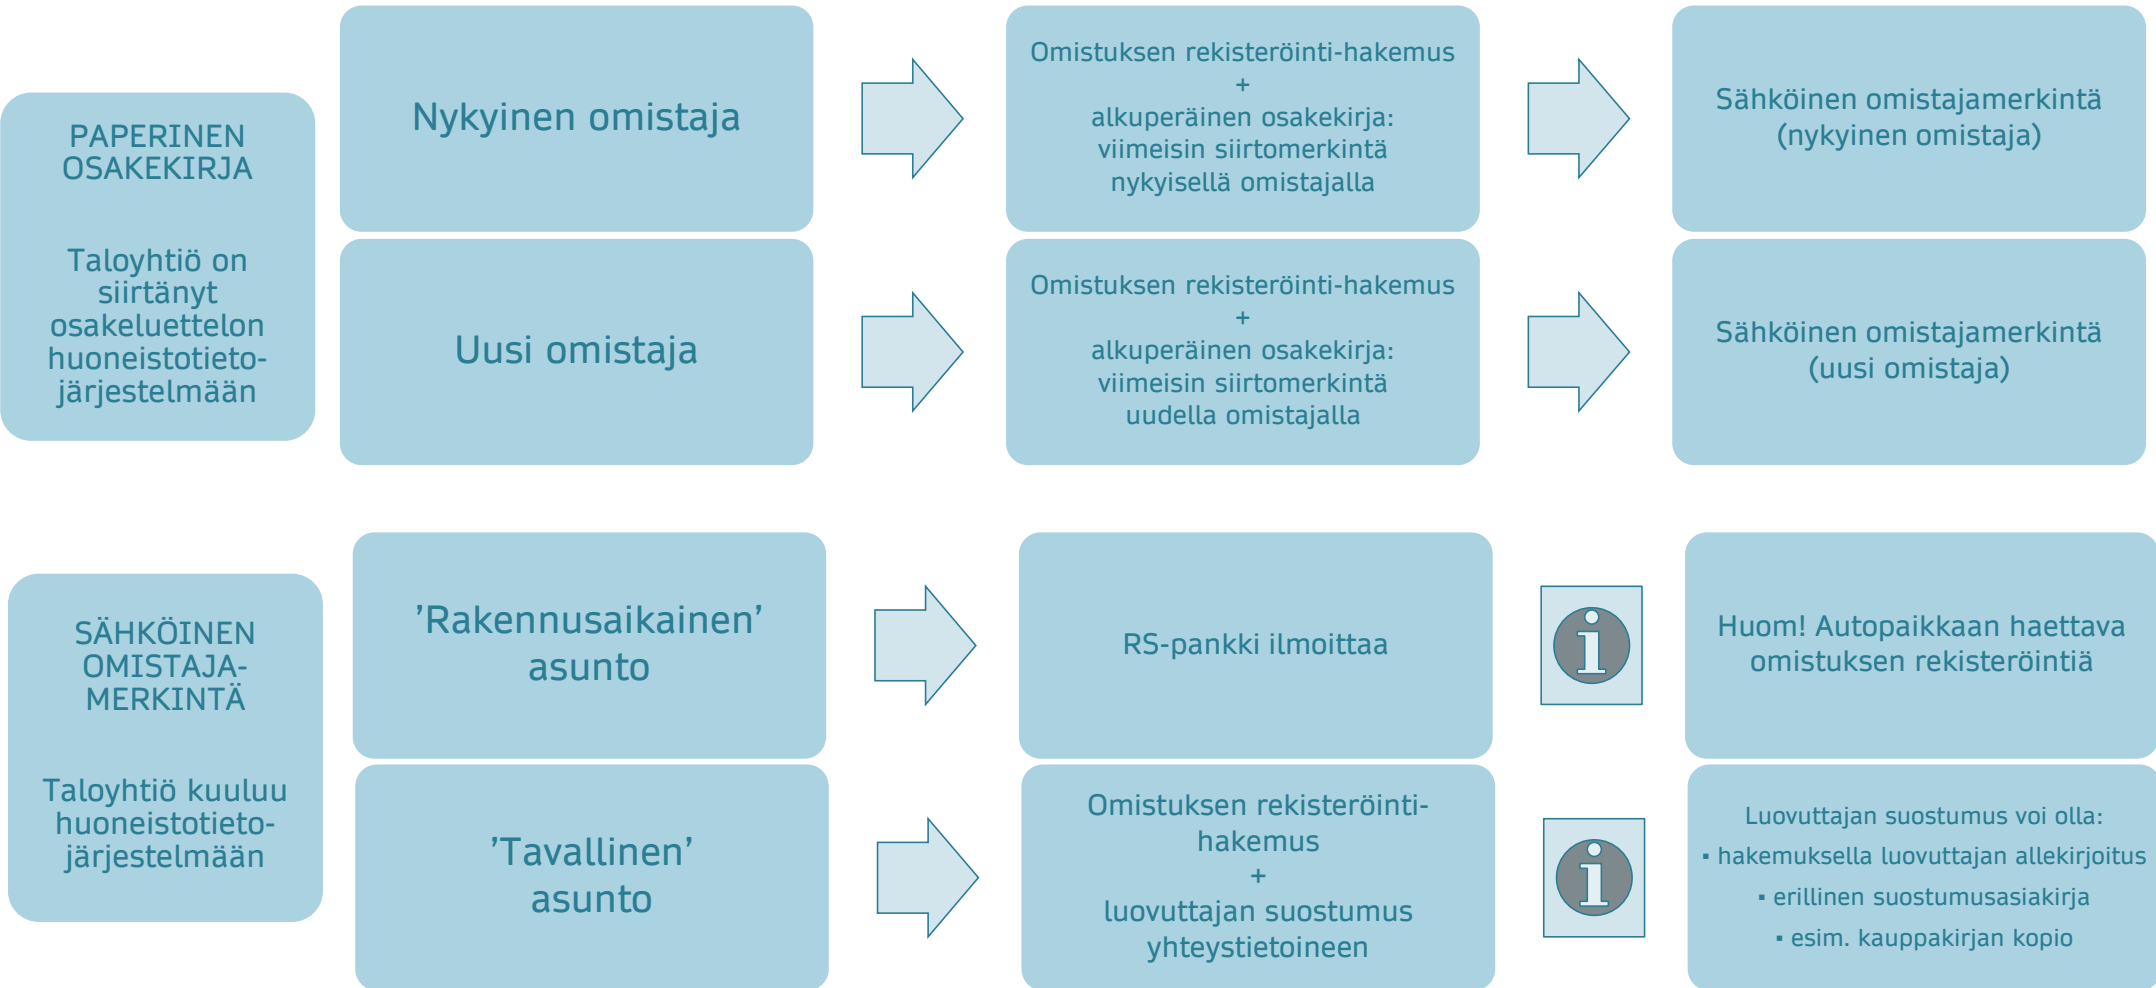 PAPERINEN
OSAKEKIRJA
Taloyhtiö on
siirtänyt
osakeluettelon
huoneistotieto-
järjestelmään
Nykyinen omistaja
Omistuksen rekisteröinti-hakemus
+
alkuperäinen osakekirja:
viimeisin siirtomerkintä
nykyisellä omistajalla
Sähköinen omistajamerkintä
(nykyinen omistaja)
Uusi omistaja
Omistuksen rekisteröinti-hakemus
+
alkuperäinen osakekirja:
viimeisin siirtomerkintä
uudella omistajalla
Sähköinen omistajamerkintä
(uusi omistaja)
SÄHKÖINEN
OMISTAJA-
MERKINTÄ
Taloyhtiö kuuluu
huoneistotieto-
järjestelmään
’Rakennusaikainen’
asunto
RS-pankki ilmoittaa
i
Huom! Autopaikkaan haettava
omistuksen rekisteröintiä
’Tavallinen’
asunto
Omistuksen rekisteröinti-
hakemus
+
luovuttajan suostumus
yhteystietoineen
i
Luovuttajan suostumus voi olla:
▪ hakemuksella luovuttajan allekirjoitus
▪ erillinen suostumusasiakirja
▪ esim. kauppakirjan kopio